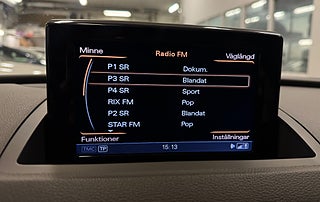 Minne Radio FM Våglängd
P1 SR Dokum.
P3 SR Blandat
P4 SR Sport
RIX FM Pop
P2 SR Blandat
STAR FM Pop
Funktioner Inställningar
TMC TP 15:13